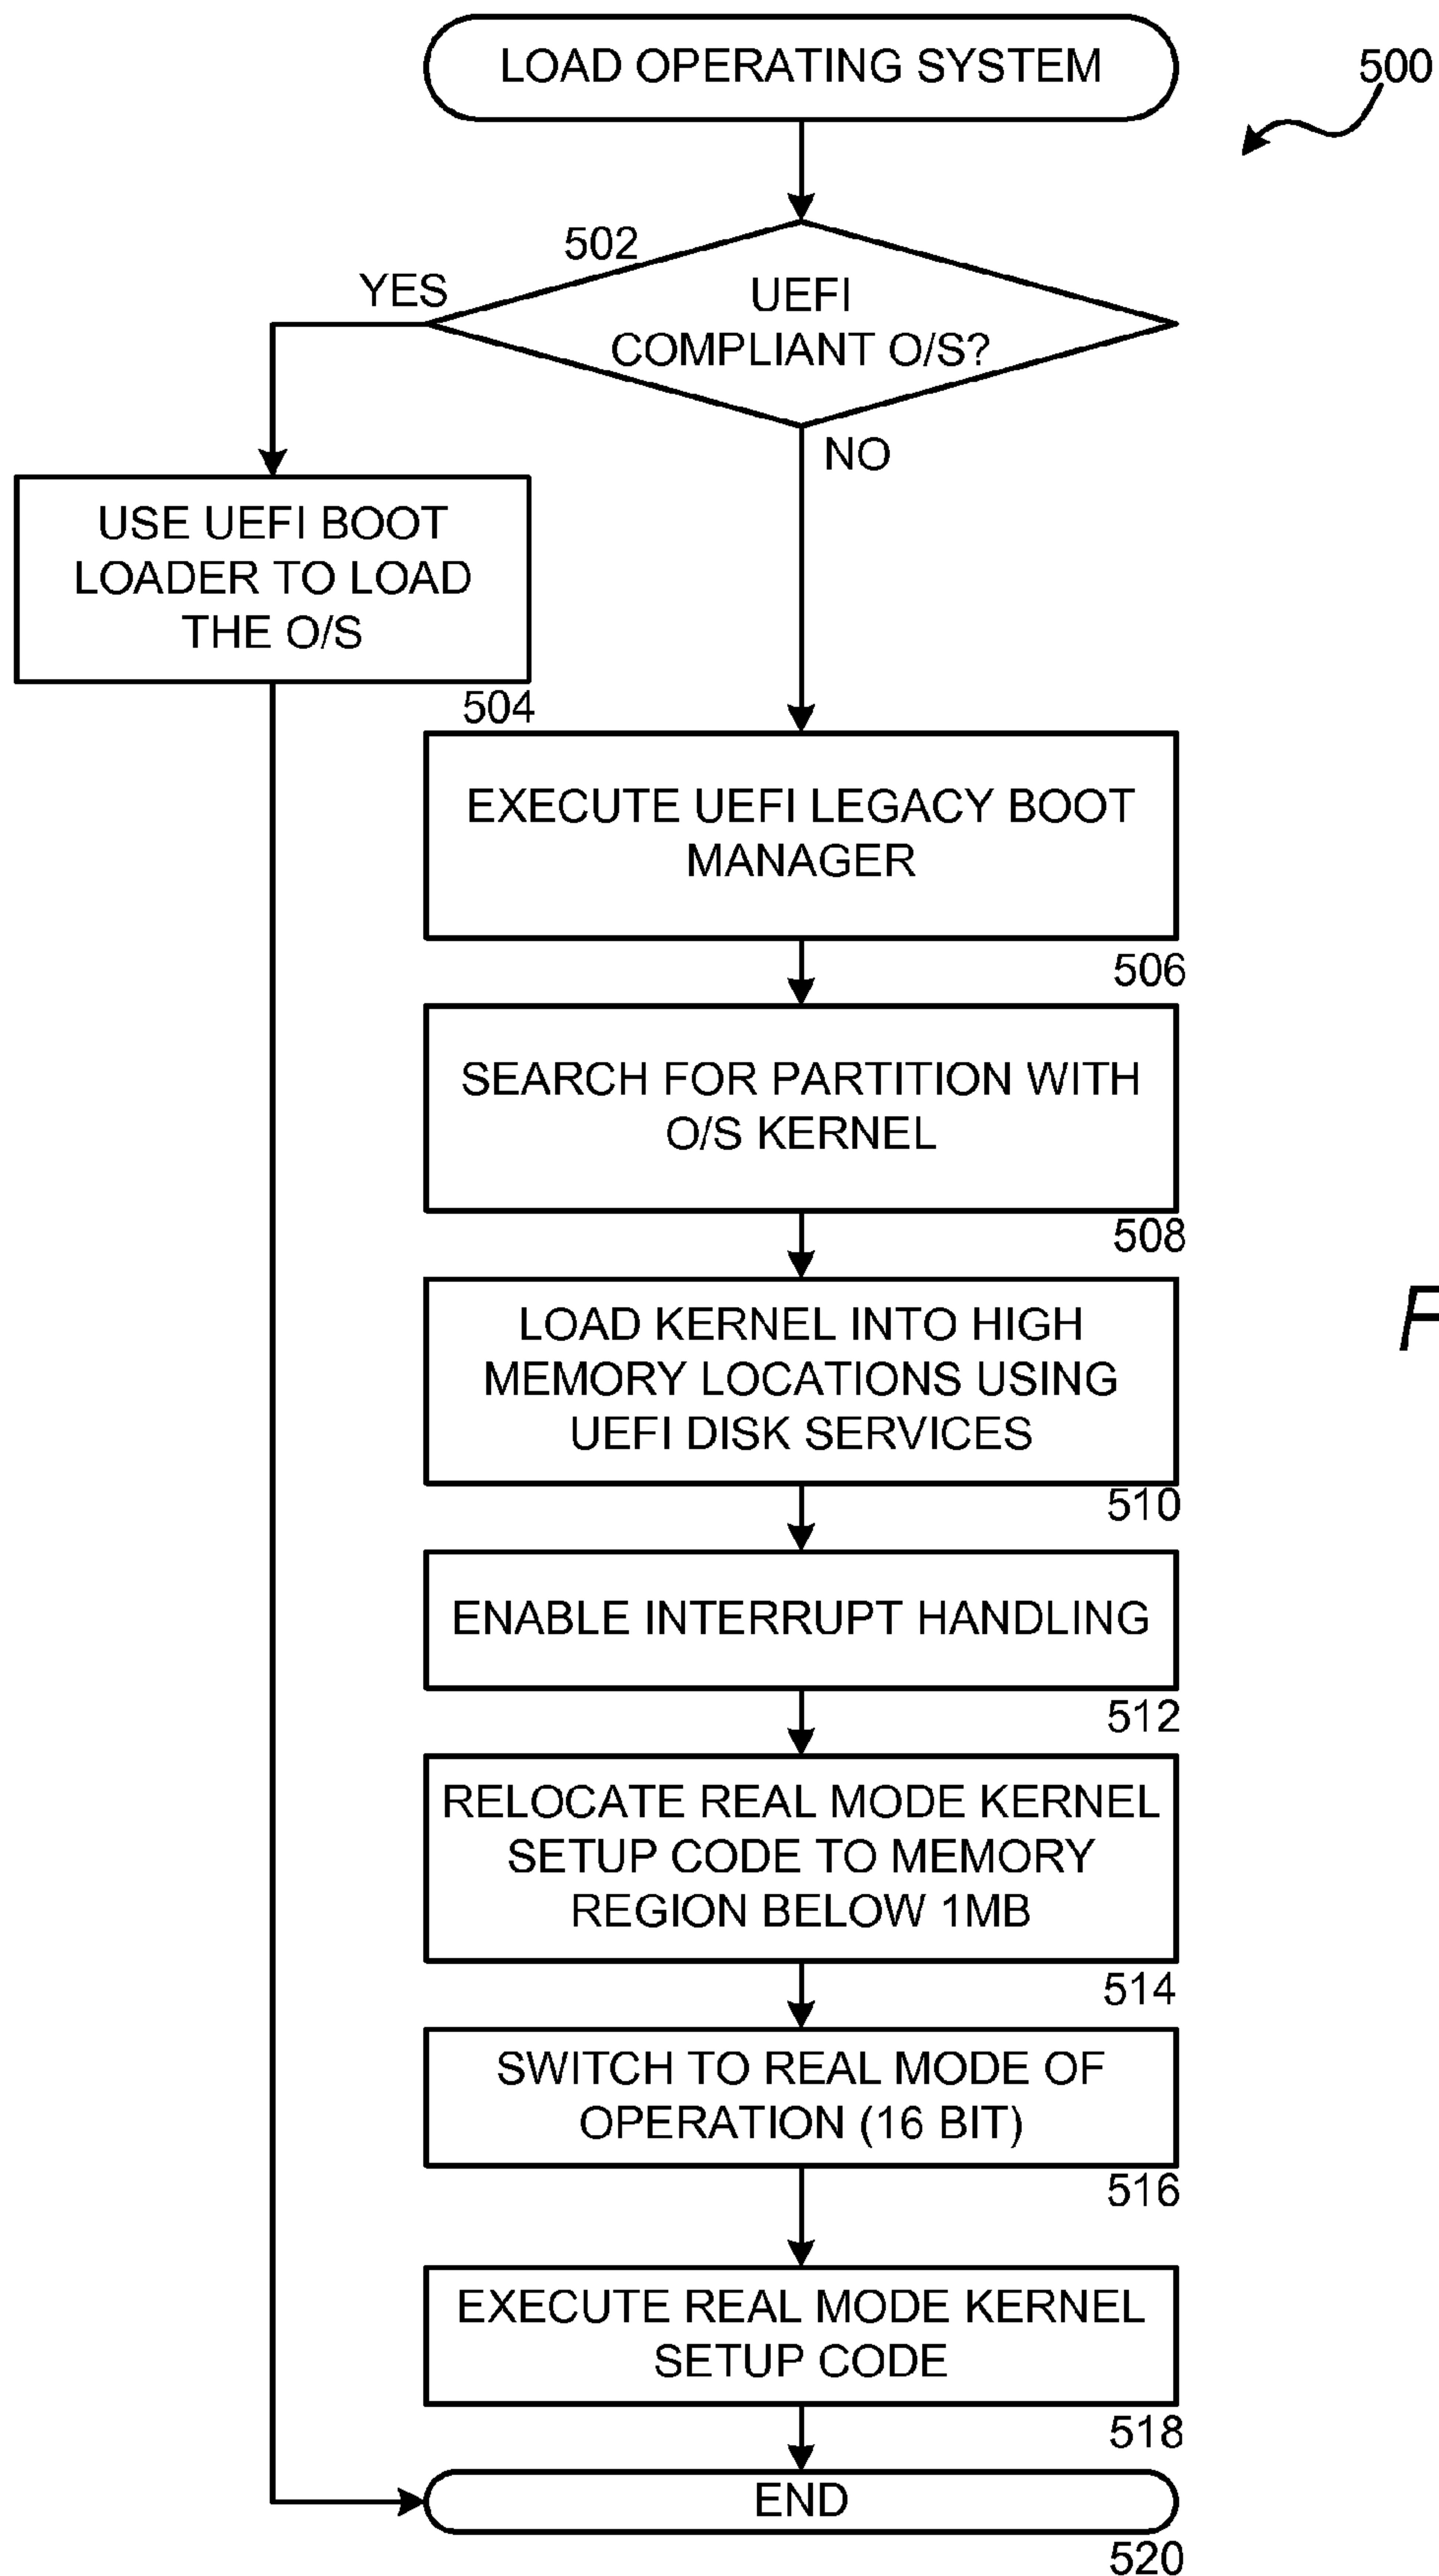 LOAD OPERATING SYSTEM
500
502
YES
UEFI
COMPLIANT O/S?
NO
USE UEFI BOOT
LOADER TO LOAD
THE O/S
504
EXECUTE UEFI LEGACY BOOT
MANAGER
506
SEARCH FOR PARTITION WITH
O/S KERNEL
508
LOAD KERNEL INTO HIGH
MEMORY LOCATIONS USING
UEFI DISK SERVICES
510
ENABLE INTERRUPT HANDLING
512
RELOCATE REAL MODE KERNEL
SETUP CODE TO MEMORY
REGION BELOW 1MB
514
SWITCH TO REAL MODE OF
OPERATION (16 BIT)
516
EXECUTE REAL MODE KERNEL
SETUP CODE
518
END
520